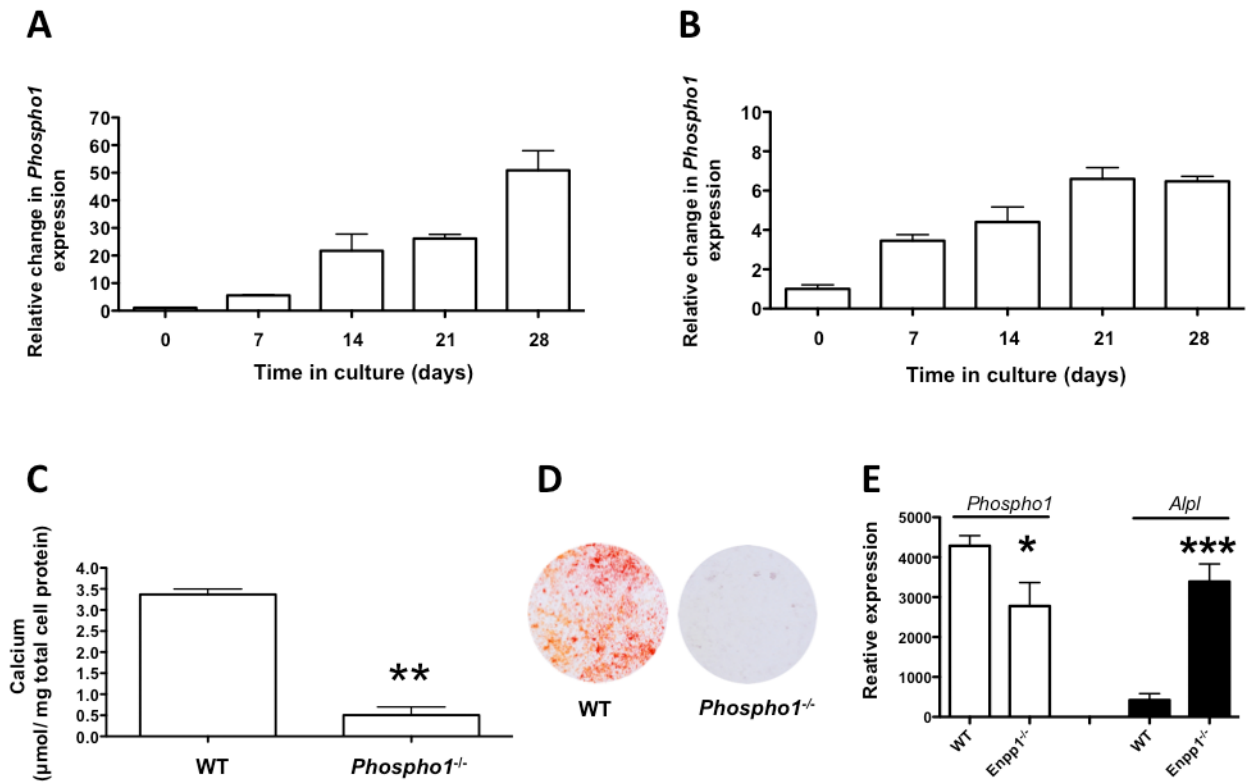 A
Relative change in Phospho1
expression
70
60
50
40
30
20
10
0
0 7 14 21 28
Time in culture (days)
B
Relative change in Phospho1
expression
10
8
6
4
2
0
0 7 14 21 28
Time in culture (days)
C
Calcium
(μmol/ mg total cell protein)
4.0
3.5
3.0
2.5
2.0
1.5
1.0
0.5
0.0
**
WT Phospho1-/-
D
WT Phospho1-/-
E
Phospho1 Alpl
Reative expression
5000
4000
3000
2000
1000
0
* ***
WT Enpp1-/- WT Enpp1-/-